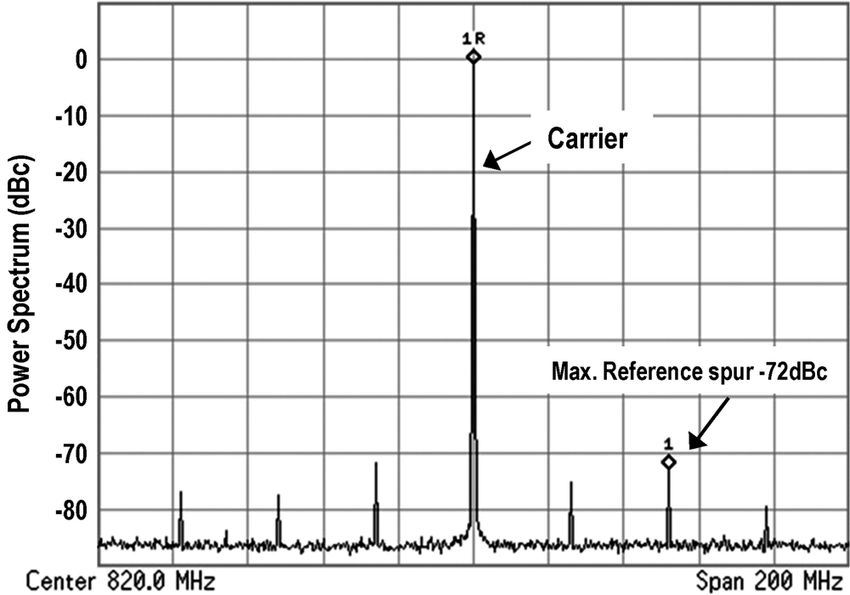 1R
0
-10
Carrier
-20
-30
-40
-50
Max. Reference spur -72dBc
-60
1
-70
-80
Power Spectrum (dBc)
Center 820.0 MHz
Span 200 MHz